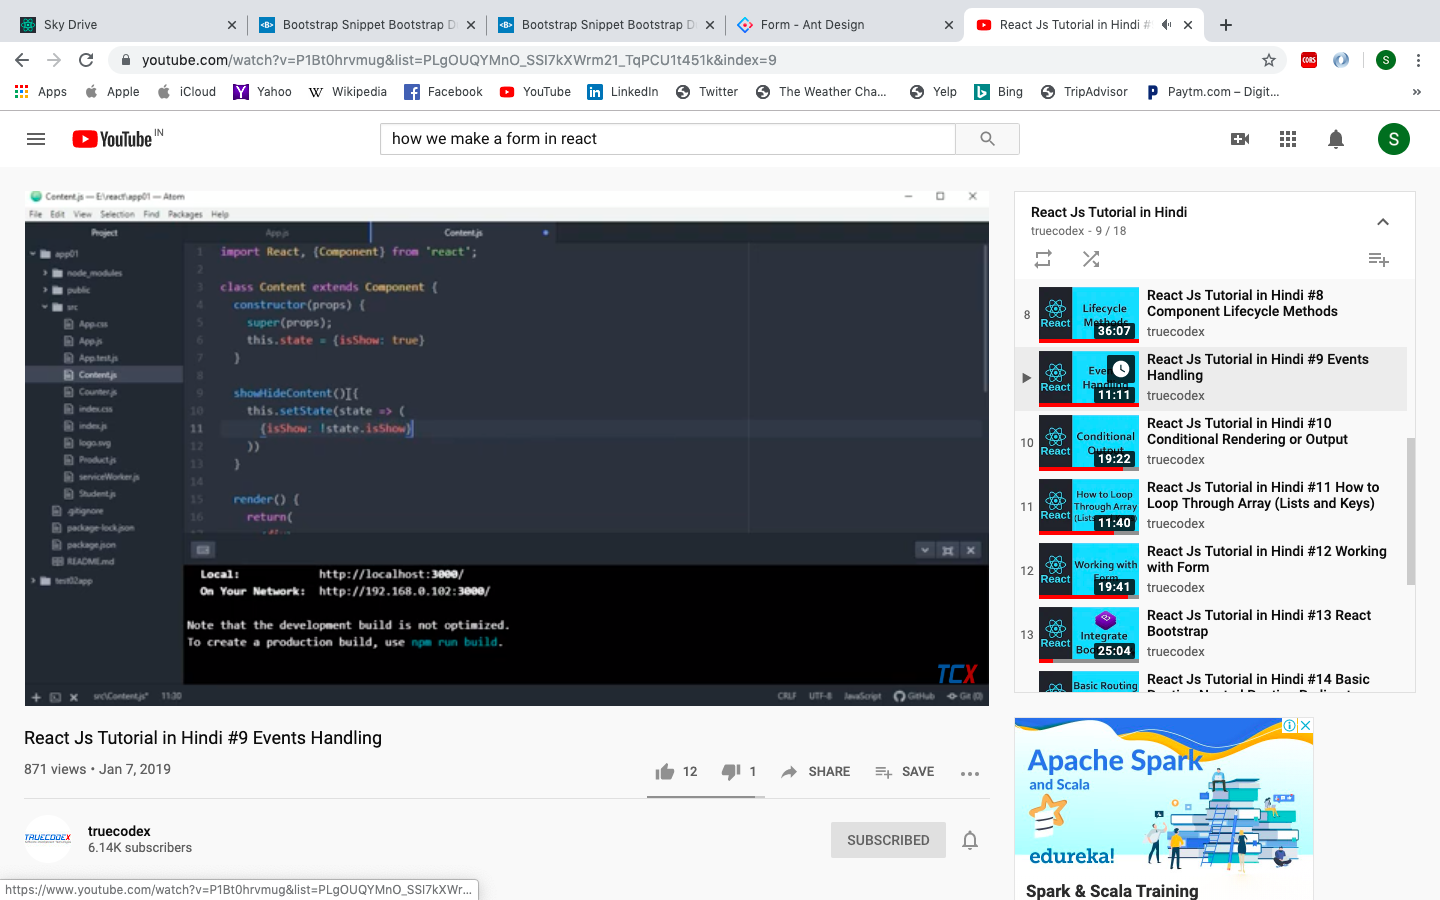 Sky Drive
Bootstrap Snippet Bootstrap D
Bootstrap Snippet Bootstrap D
Form - Ant Design
React Js Tutorial in Hindi #
youtube.com/watch?v=P1Bt0hrvmug&list=PLgOUQYMnO_SSI7kXWrm21_TqPCU1t451k&index=9
CORS
S
Apps
Apple
iCloud
Yahoo
Wikipedia
Facebook
YouTube
LinkedIn
Twitter
The Weather Cha...
Yelp
Bing
TripAdvisor
Paytm.com – Digit...
YouTube IN
how we make a form in react
S
Content.js — E:\react\app01 — Atom
File Edit View Selection Find Packages Help
Project
App.js
Content.js
app01
node_modules
public
src
App.css
App.js
App.test.js
Content.js
Counter.js
index.css
index.js
logo.svg
Product.js
serviceWorker.js
Student.js
.gitignore
package-lock.json
package.json
README.md
test02app
1 import React, {Component} from 'react';
2
3 class Content extends Component {
4 constructor(props) {
5 super(props);
6 this.state = {isShow: true}
7 }
8
9 showHideContent(){
10 this.setState(state => (
11 {isShow: !state.isShow}
12 ))
13 }
14
15 render() {
16 return(
Local: http://localhost:3000/
On Your Network: http://192.168.0.102:3000/
Note that the development build is not optimized.
To create a production build, use npm run build.
TCX
src\Content.js* 11:30
CRLF UTF-8 JavaScript GitHub Git (0)
React Js Tutorial in Hindi #9 Events Handling
871 views • Jan 7, 2019
12
1
SHARE
SAVE
TRUECODEX
truecodex
6.14K subscribers
SUBSCRIBED
https://www.youtube.com/watch?v=P1Bt0hrvmug&list=PLgOUQYMnO_SSI7kXWr...
React Js Tutorial in Hindi
truecodex - 9 / 18
8
React
Lifecycle
Methods
36:07
React Js Tutorial in Hindi #8
Component Lifecycle Methods
truecodex
React
Handling
11:11
React Js Tutorial in Hindi #9 Events
Handling
truecodex
10
React
Conditional
Output
19:22
React Js Tutorial in Hindi #10
Conditional Rendering or Output
truecodex
11
React
How to Loop
Through Array
11:40
React Js Tutorial in Hindi #11 How to
Loop Through Array (Lists and Keys)
truecodex
12
React
Working with
Form
19:41
React Js Tutorial in Hindi #12 Working
with Form
truecodex
13
React
Integrate
25:04
React Js Tutorial in Hindi #13 React
Bootstrap
truecodex
Basic Routing
React Js Tutorial in Hindi #14 Basic
Apache Spark
and Scala
edureka!
Spark & Scala Training